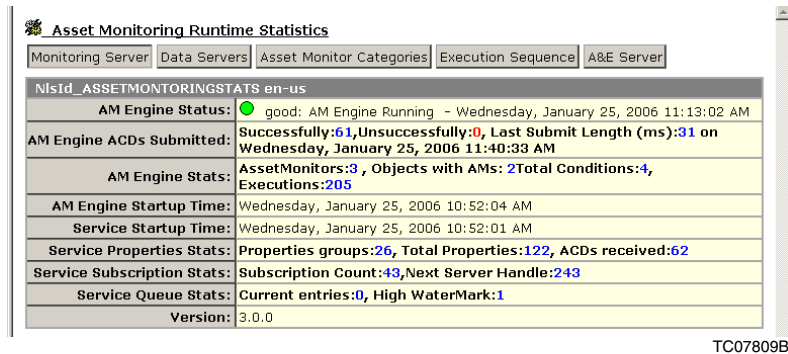 Asset Monitoring Runtime Statistics
Monitoring Server Data Servers Asset Monitor Categories Execution Sequence A&E Server
NlsId_ASSETMONTORINGSTATS en-us
AM Engine Status: good: AM Engine Running - Wednesday, January 25, 2006 11:13:02 AM
AM Engine ACDs Submitted: Successfully:61,Unsuccessfully:0, Last Submit Length (ms):31 on
Wednesday, January 25, 2006 11:40:33 AM
AM Engine Stats: AssetMonitors:3 , Objects with AMs: 2Total Conditions:4,
Executions:205
AM Engine Startup Time: Wednesday, January 25, 2006 10:52:04 AM
Service Startup Time: Wednesday, January 25, 2006 10:52:01 AM
Service Properties Stats: Properties groups:26, Total Properties:122, ACDs received:62
Service Subscription Stats: Subscription Count:43,Next Server Handle:243
Service Queue Stats: Current entries:0, High WaterMark:1
Version: 3.0.0
TC07809B